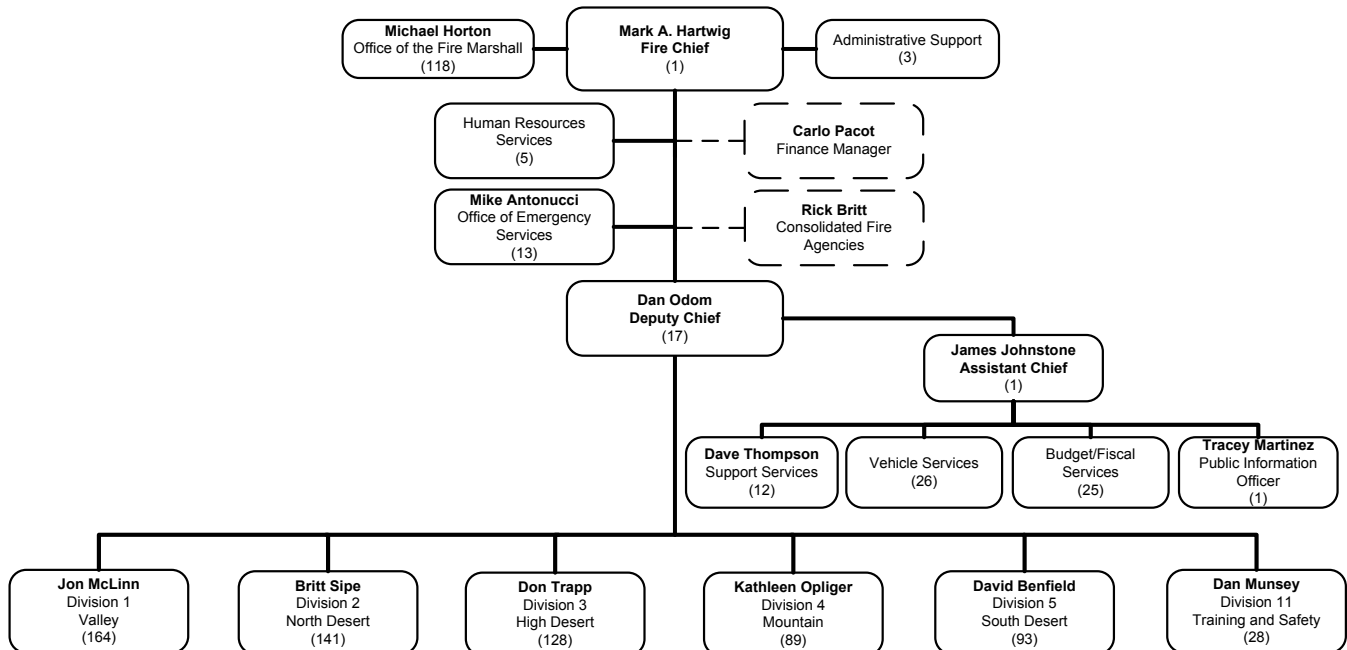 Michael Horton
Office of the Fire Marshall
(118)
Mark A. Hartwig
Fire Chief
(1)
Administrative Support
(3)
Human Resources
Services
(5)
Carlo Pacot
Finance Manager
Mike Antonucci
Office of Emergency
Services
(13)
Rick Britt
Consolidated Fire
Agencies
Dan Odom
Deputy Chief
(17)
James Johnstone
Assistant Chief
(1)
Dave Thompson
Support Services
(12)
Vehicle Services
(26)
Budget/Fiscal
Services
(25)
Tracey Martinez
Public Information
Officer
(1)
Jon McLinn
Division 1
Valley
(164)
Britt Sipe
Division 2
North Desert
(141)
Don Trapp
Division 3
High Desert
(128)
Kathleen Opliger
Division 4
Mountain
(89)
David Benfield
Division 5
South Desert
(93)
Dan Munsey
Division 11
Training and Safety
(28)